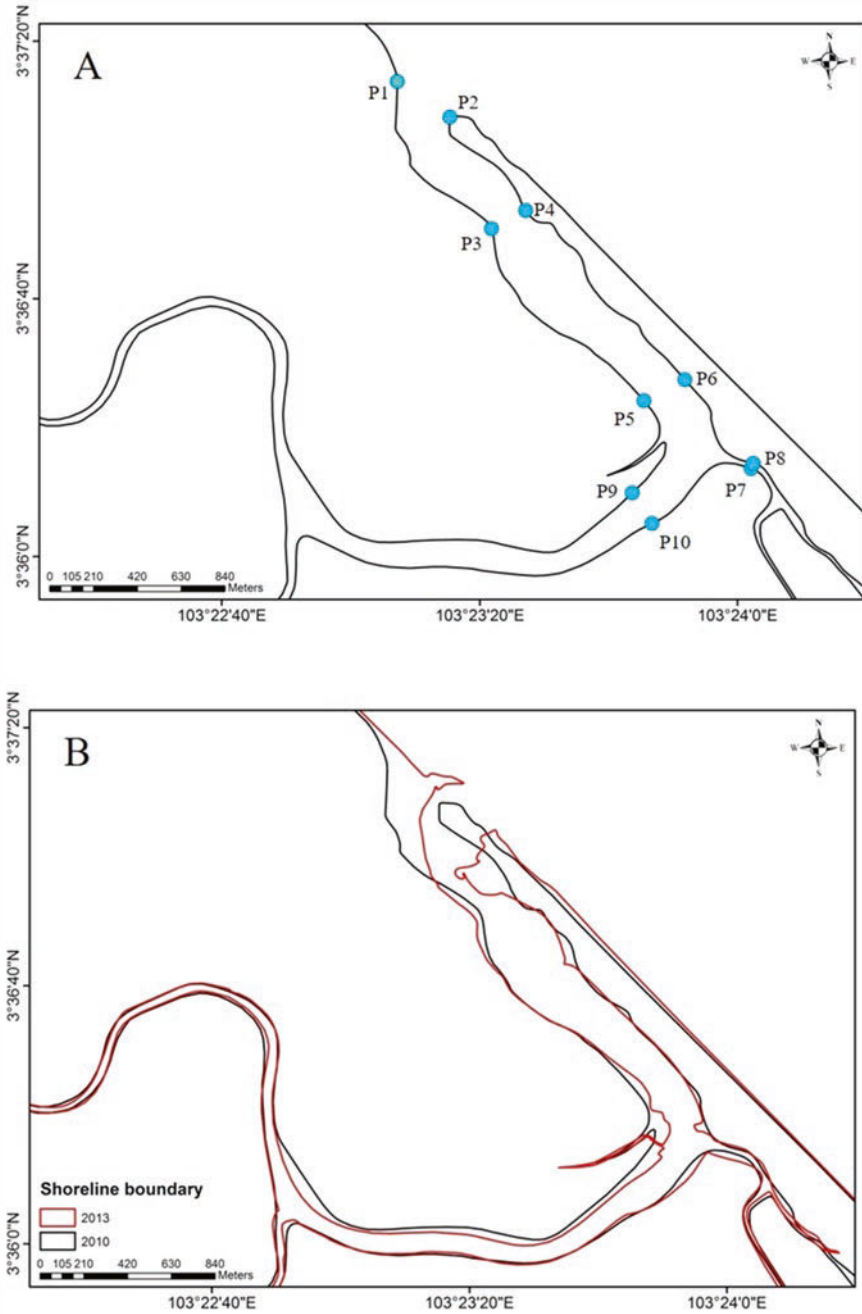 A
N
W E
S
3°37'20"N
3°36'40"N
3°36'0"N
P1
P2
P3
P4
P5
P6
P7
P8
P9
P10
0 105 210 420 630 840
Meters
103°22'40"E 103°23'20"E 103°24'0"E
B
N
W E
S
3°37'20"N
3°36'40"N
3°36'0"N
Shoreline boundary
2013
2010
0 105 210 420 630 840
Meters
103°22'40"E 103°23'20"E 103°24'0"E